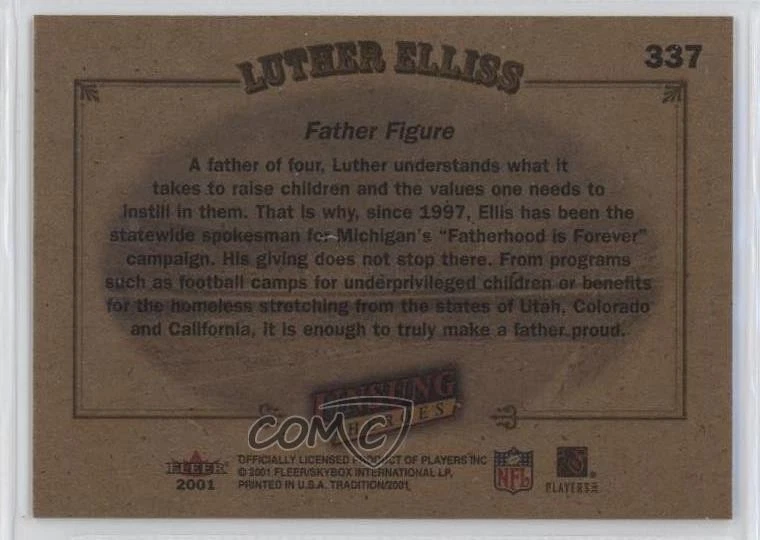 LUTHER ELLISS
337
Father Figure
A father of four, Luther understands what it
takes to raise children and the values one needs to
instill in them. That is why, since 1997, Ellis has been the
statewide spokesman for Michigan's "Fatherhood is Forever"
campaign. His giving does not stop there. From programs
such as football camps for underprivileged children or benefits
for the homeless stretching from the states of Utah, Colorado
and California, it is enough to truly make a father proud.
UNSUNG
HEROES
COMC
FLEER
2001
OFFICIALLY LICENSED PRODUCT OF PLAYERS INC
© 2001 FLEER/SKYBOX INTERNATIONAL LP.
PRINTED IN U.S.A. TRADITION/2001
NFL
PLAYERS INC